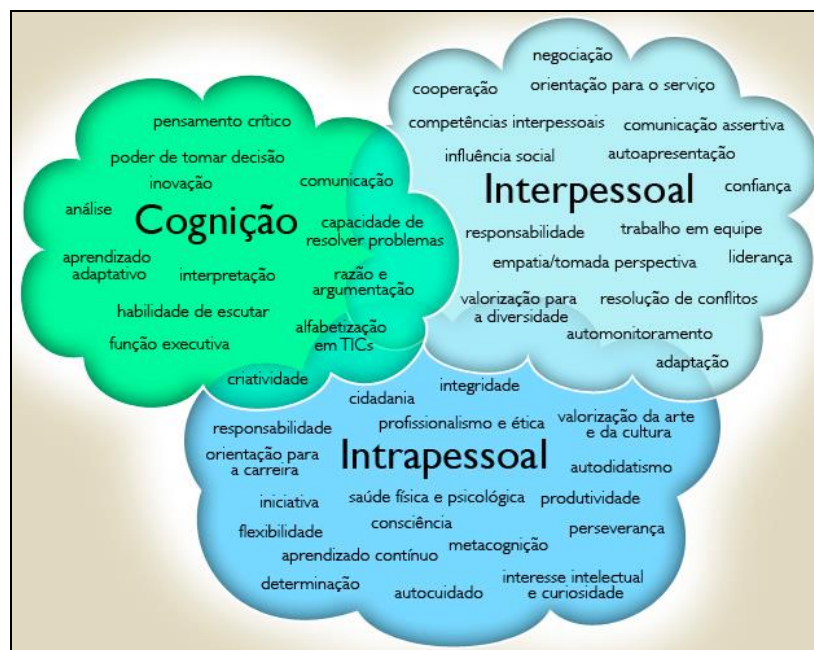 negociação
cooperação
orientação para o serviço
pensamento crítico
competências interpessoais
comunicação assertiva
poder de tomar decisão
influência social
autoapresentação
inovação
comunicação
Interpessoal
confiança
análise
Cognição
capacidade de
resolver problemas
responsabilidade
trabalho em equipe
aprendizado
adaptativo
interpretação
razão e
argumentação
empatia/tomada perspectiva
liderança
habilidade de escutar
valorização para
a diversidade
resolução de conflitos
função executiva
alfabetização
em TICs
automonitoramento
adaptação
criatividade
cidadania
integridade
responsabilidade
profissionalismo e ética
valorização da arte
e da cultura
orientação para
a carreira
Intrapessoal
autodidatismo
iniciativa
saúde física e psicológica
produtividade
flexibilidade
consciência
perseverança
aprendizado contínuo
metacognição
determinação
autocuidado
interesse intelectual
e curiosidade